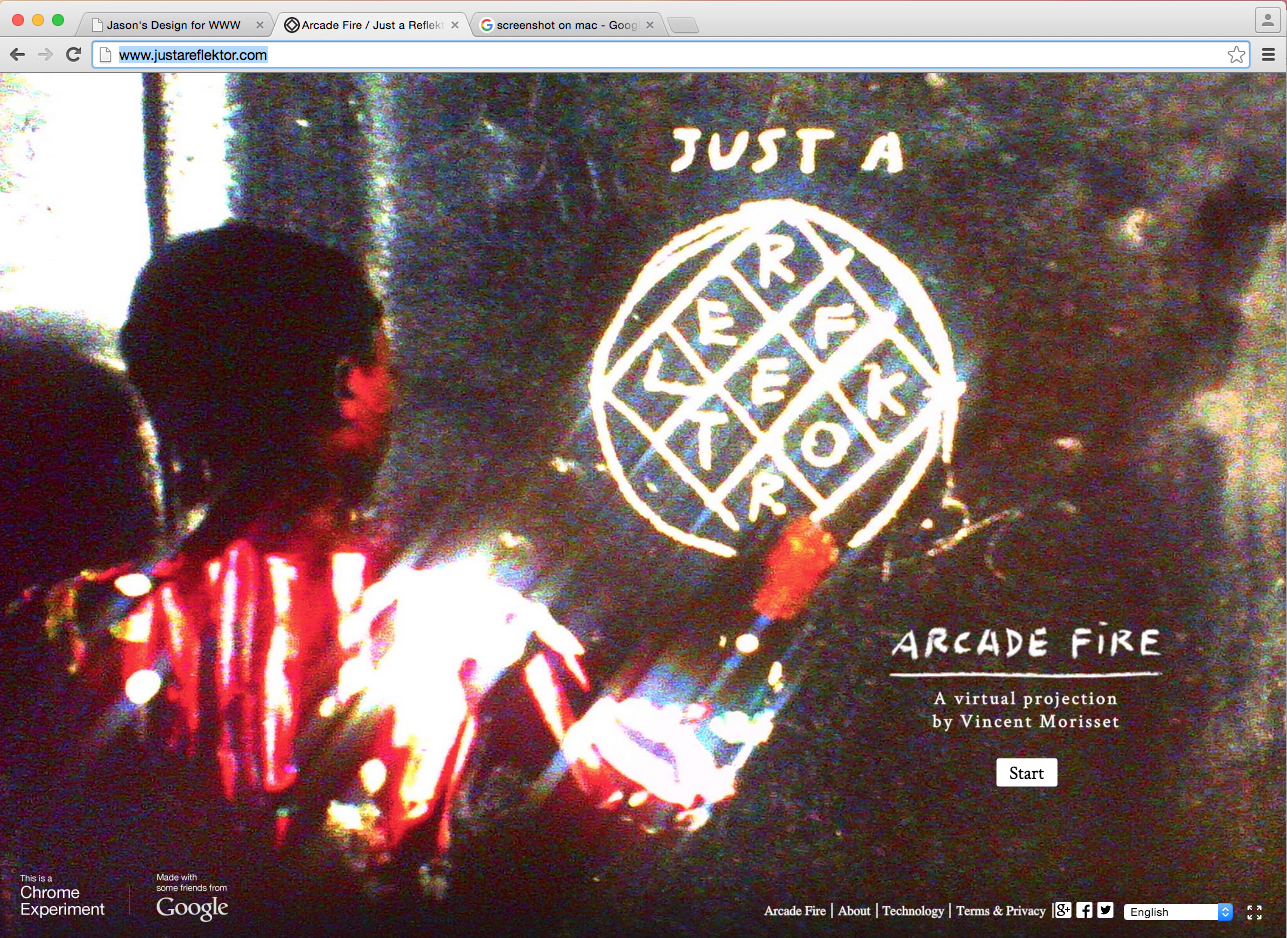 Jason's Design for WWW
Arcade Fire / Just a Reflekt
screenshot on mac - Goog
www.justareflektor.com
JUST A
R
E F
L E K
T O
R
ARCADE FiRE
A virtual projection
by Vincent Morisset
Start
This is a
Chrome
Experiment
Made with
some friends from
Google
Arcade Fire | About | Technology | Terms & Privacy |
g+ f
English